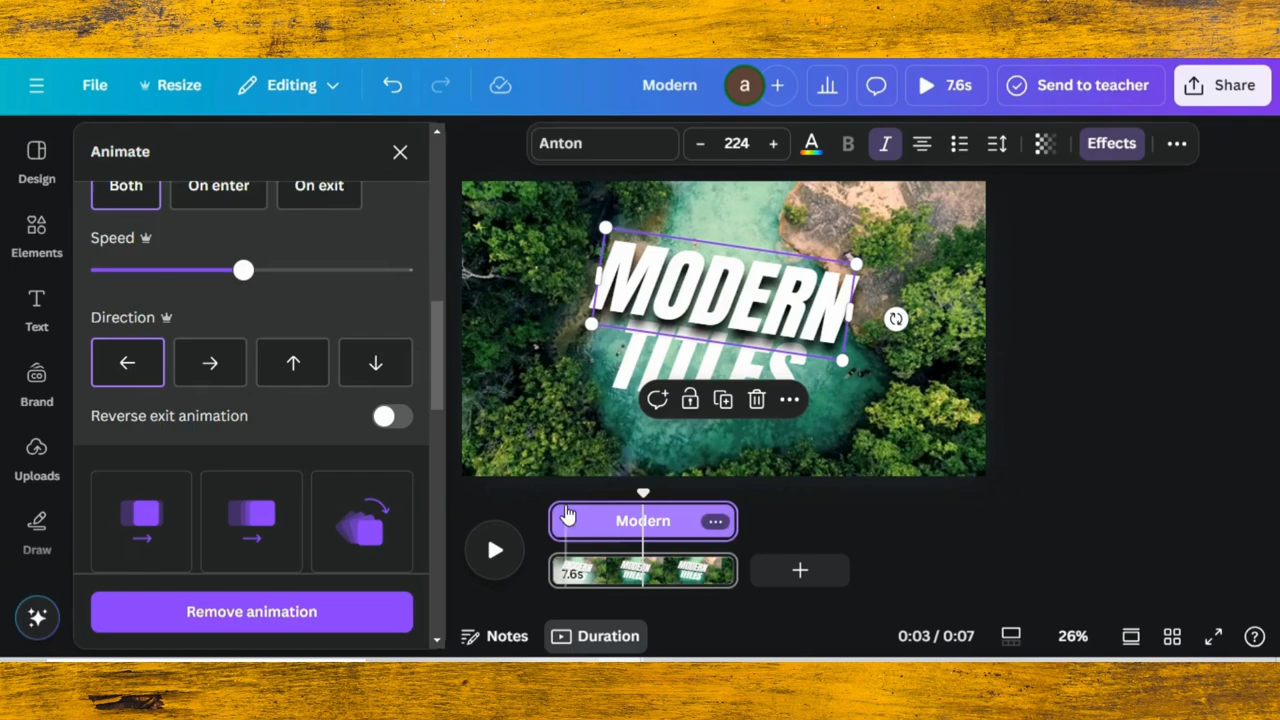 File
Resize
Editing
Modern
a
7.6s
Send to teacher
Share
Design
Elements
Text
Brand
Uploads
Draw
Animate
Both
On enter
On exit
Speed
Direction
Reverse exit animation
Remove animation
Anton
- 224 +
A
B
I
Effects
MODERN
TITLES
Modern
7.6s
Notes
Duration
0:03 / 0:07
26%